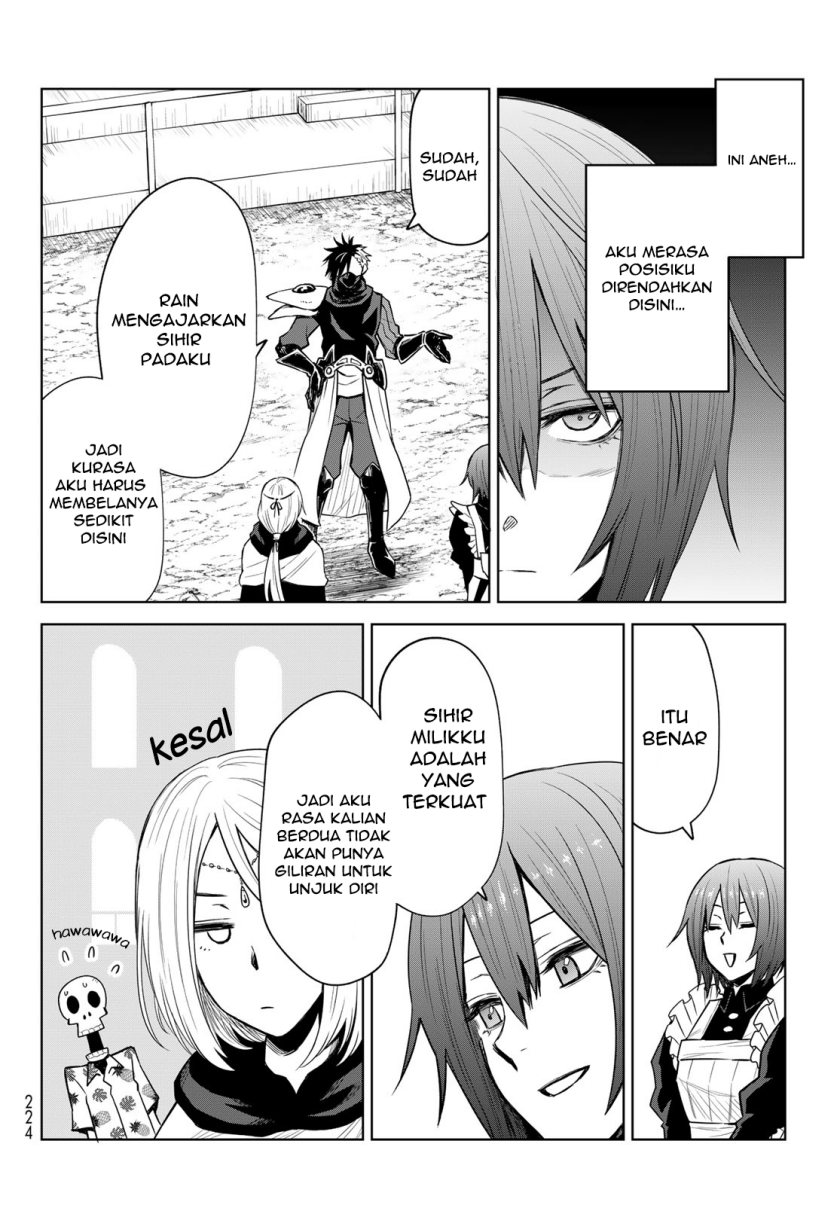 INI ANEH...
AKU MERASA
POSISIKU
DIRENDAHKAN
DISINI...
SUDAH,
SUDAH
RAIN
MENGAJARKAN
SIHIR
PADAKU
JADI
KURASA
AKU HARUS
MEMBELANYA
SEDIKIT
DISINI
ITU
BENAR
SIHIR
MILIKKU
ADALAH
YANG
TERKUAT
JADI AKU
RASA KALIAN
BERDUA TIDAK
AKAN PUNYA
GILIRAN UNTUK
UNJUK DIRI
kesal
hawawawa
224